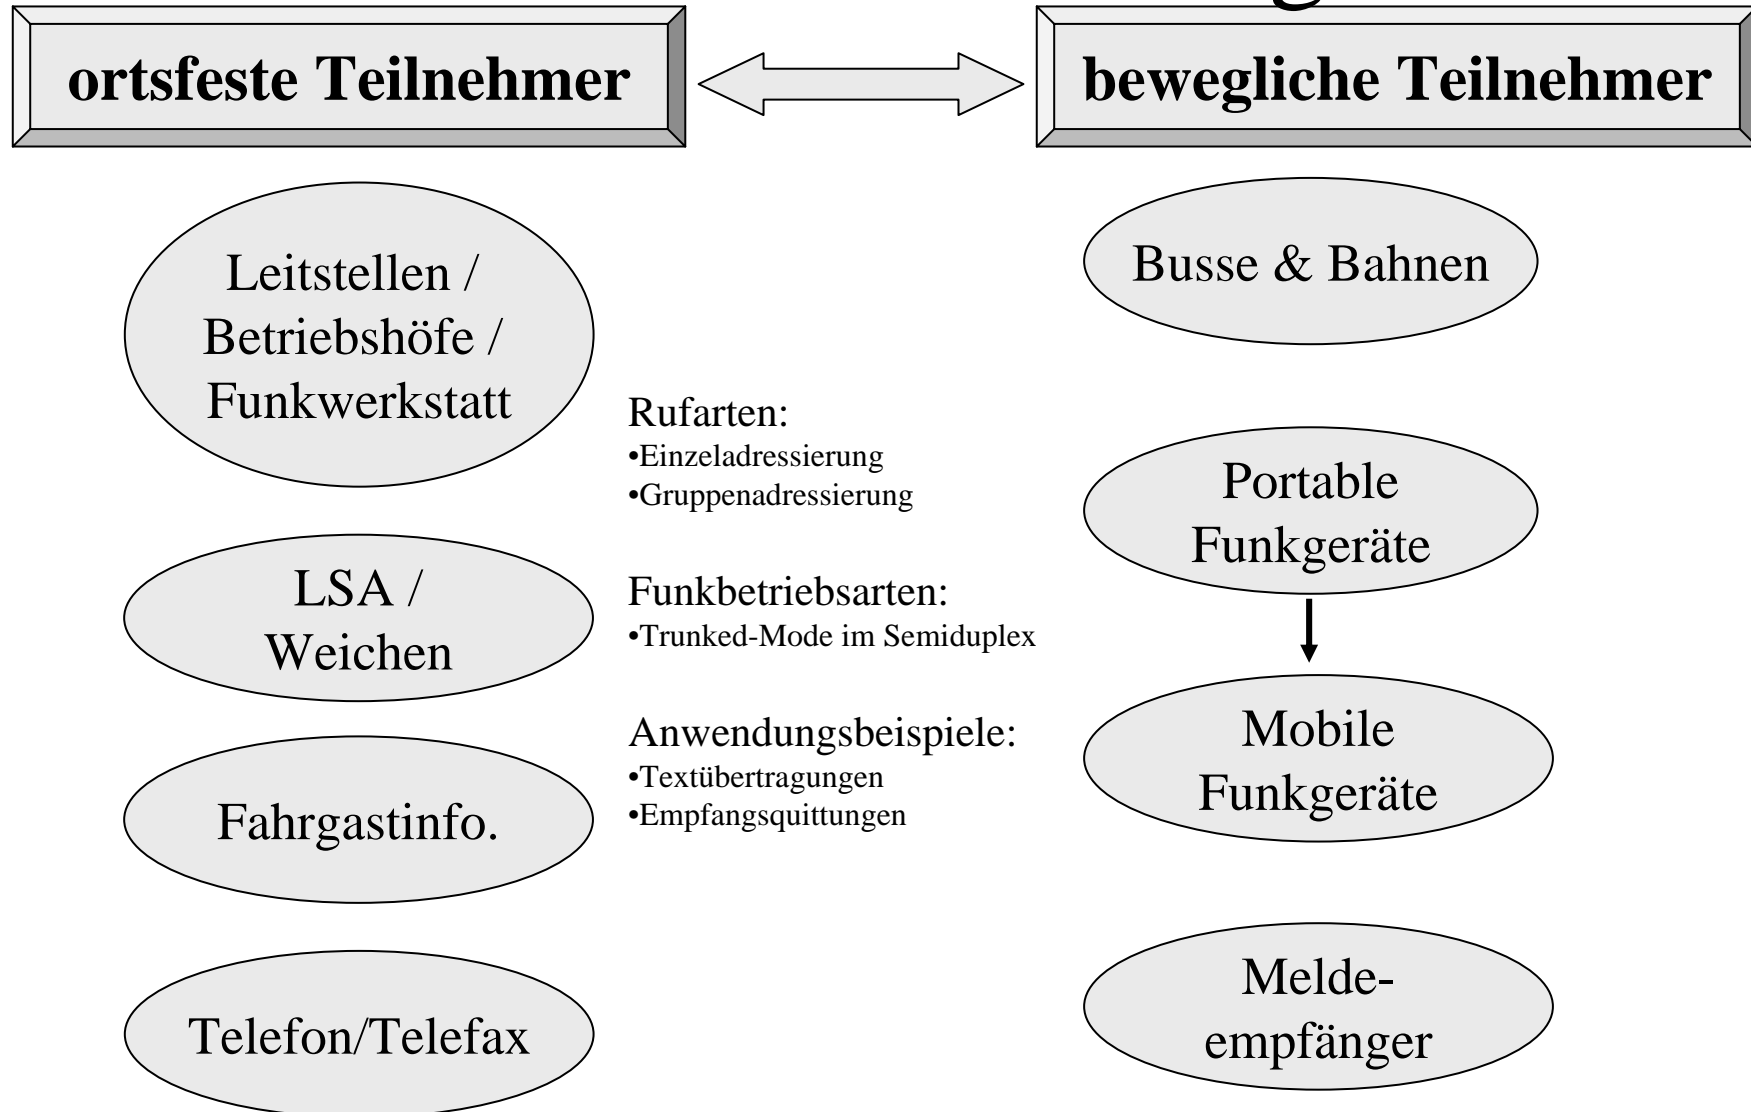 ortsfeste Teilnehmer
bewegliche Teilnehmer
Leitstellen /
Betriebshöfe /
Funkwerkstatt
LSA /
Weichen
Fahrgastinfo.
Telefon/Telefax
Rufarten:
•Einzeladressierung
•Gruppenadressierung
Funkbetriebsarten:
•Trunked-Mode im Semiduplex
Anwendungsbeispiele:
•Textübertragungen
•Empfangsquittungen
Busse & Bahnen
Portable
Funkgeräte
Mobile
Funkgeräte
Melde-
empfänger